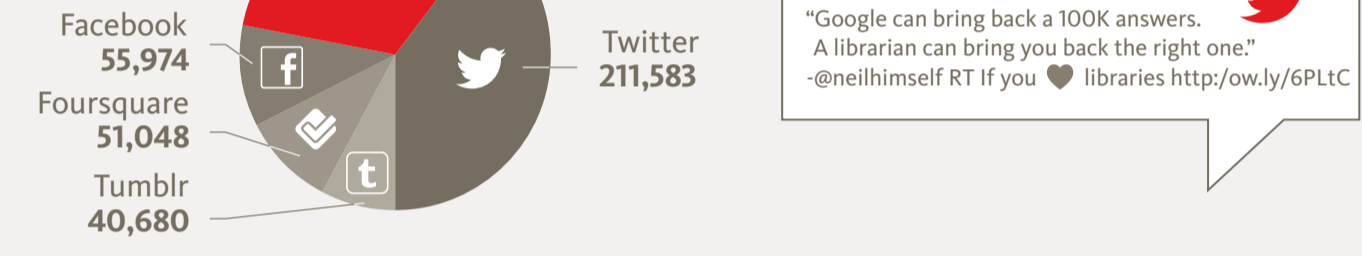 Facebook
55,974
Foursquare
51,048
Tumblr
40,680
f
t
Twitter
211,583
“Google can bring back a 100K answers.
A librarian can bring you back the right one.”
-@neilhimself RT If you ♥ libraries http:/ow.ly/6PLtC